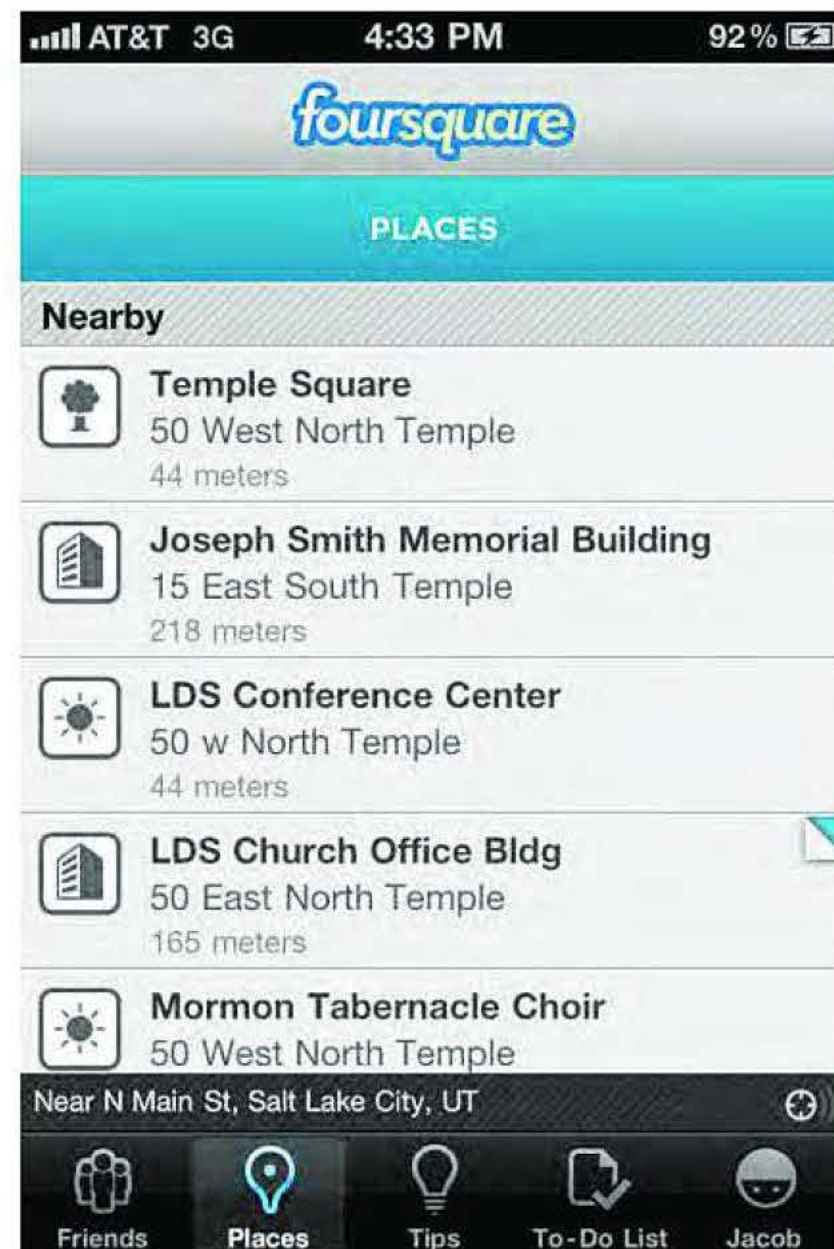 AT&T 3G 4:33 PM 92%
foursquare
PLACES
Nearby
Temple Square
50 West North Temple
44 meters
Joseph Smith Memorial Building
15 East South Temple
218 meters
LDS Conference Center
50 w North Temple
44 meters
LDS Church Office Bldg
50 East North Temple
165 meters
Mormon Tabernacle Choir
50 West North Temple
Near N Main St, Salt Lake City, UT
Friends Places Tips To-Do List Jacob